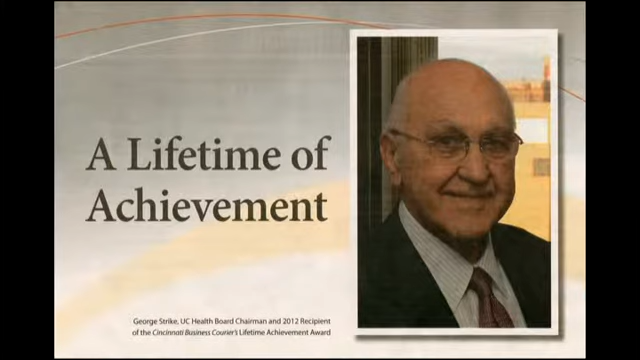 A Lifetime of
Achievement
George Strike, UC Health Board Chairman and 2012 Recipient
of the Cincinnati Business Courier's Lifetime Achievement Award